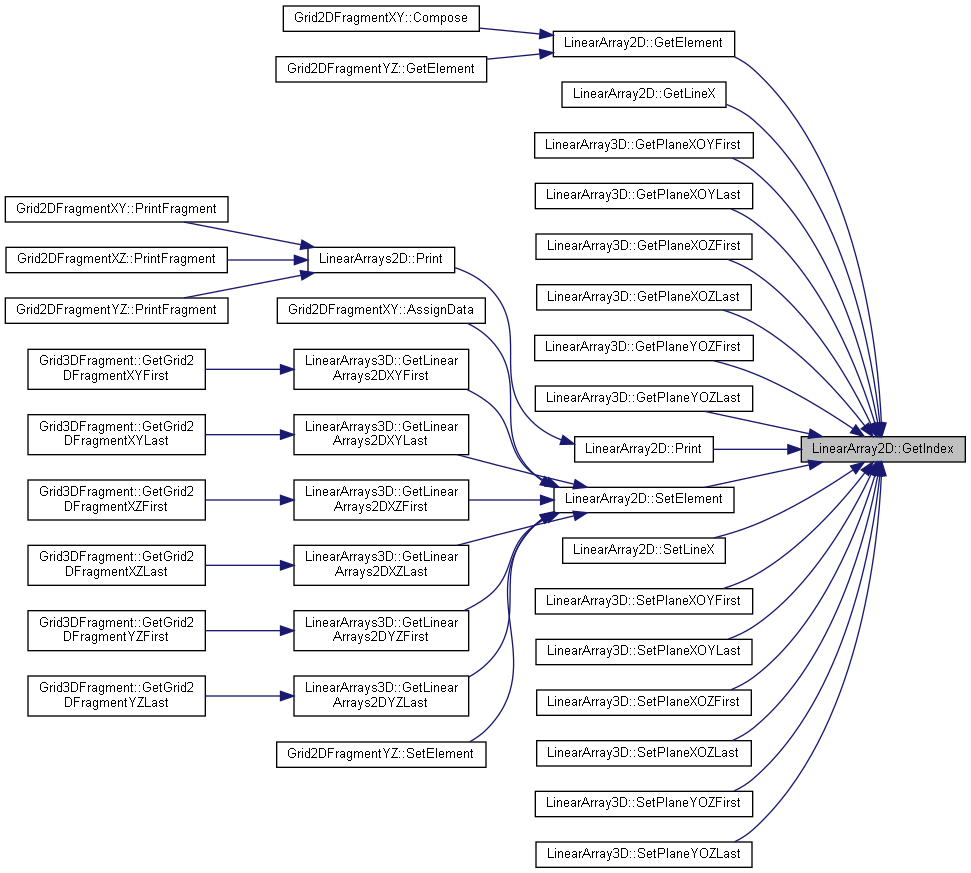 Grid2DFragmentXY::Compose
LinearArray2D::GetElement
Grid2DFragmentYZ::GetElement
LinearArray2D::GetLineX
LinearArray3D::GetPlaneXOYFirst
LinearArray3D::GetPlaneXOYLast
Grid2DFragmentXY::PrintFragment
LinearArray3D::GetPlaneXOZFirst
Grid2DFragmentXZ::PrintFragment
LinearArrays2D::Print
LinearArray3D::GetPlaneXOZLast
Grid2DFragmentYZ::PrintFragment
Grid2DFragmentXY::AssignData
LinearArray3D::GetPlaneYOZFirst
Grid3DFragment::GetGrid2
DFragmentXYFirst
LinearArrays3D::GetLinear
Arrays2DXYFirst
LinearArray3D::GetPlaneYOZLast
Grid3DFragment::GetGrid2
DFragmentXYLast
LinearArrays3D::GetLinear
Arrays2DXYLast
LinearArray2D::Print
LinearArray2D::GetIndex
Grid3DFragment::GetGrid2
DFragmentXZFirst
LinearArrays3D::GetLinear
Arrays2DXZFirst
LinearArray2D::SetElement
LinearArray2D::SetLineX
Grid3DFragment::GetGrid2
DFragmentXZLast
LinearArrays3D::GetLinear
Arrays2DXZLast
LinearArray3D::SetPlaneXOYFirst
Grid3DFragment::GetGrid2
DFragmentYZFirst
LinearArrays3D::GetLinear
Arrays2DYZFirst
LinearArray3D::SetPlaneXOYLast
Grid3DFragment::GetGrid2
DFragmentYZLast
LinearArrays3D::GetLinear
Arrays2DYZLast
LinearArray3D::SetPlaneXOZFirst
Grid2DFragmentYZ::SetElement
LinearArray3D::SetPlaneXOZLast
LinearArray3D::SetPlaneYOZFirst
LinearArray3D::SetPlaneYOZLast